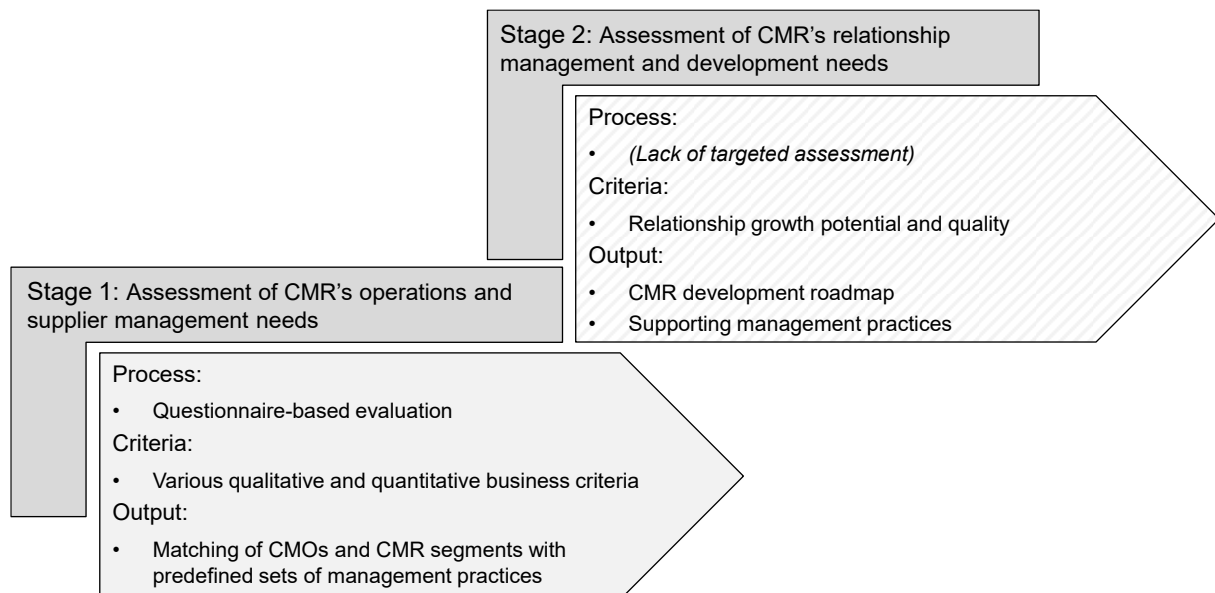 Stage 2: Assessment of CMR's relationship
management and development needs
Process:
• (Lack of targeted assessment)
Criteria:
• Relationship growth potential and quality
Output:
• CMR development roadmap
• Supporting management practices
Stage 1: Assessment of CMR's operations and
supplier management needs
Process:
• Questionnaire-based evaluation
Criteria:
• Various qualitative and quantitative business criteria
Output:
• Matching of CMOs and CMR segments with
predefined sets of management practices